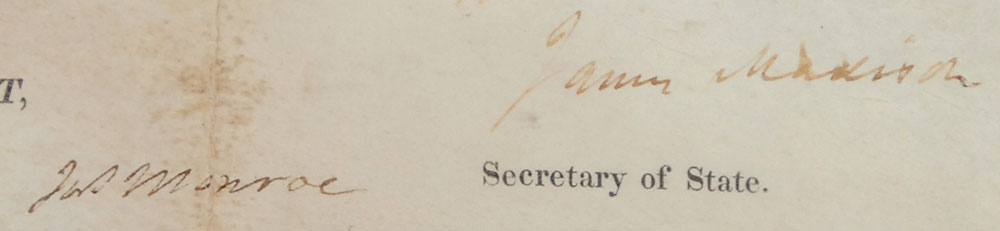 James Madison
T,
Jas Monroe
Secretary of State.